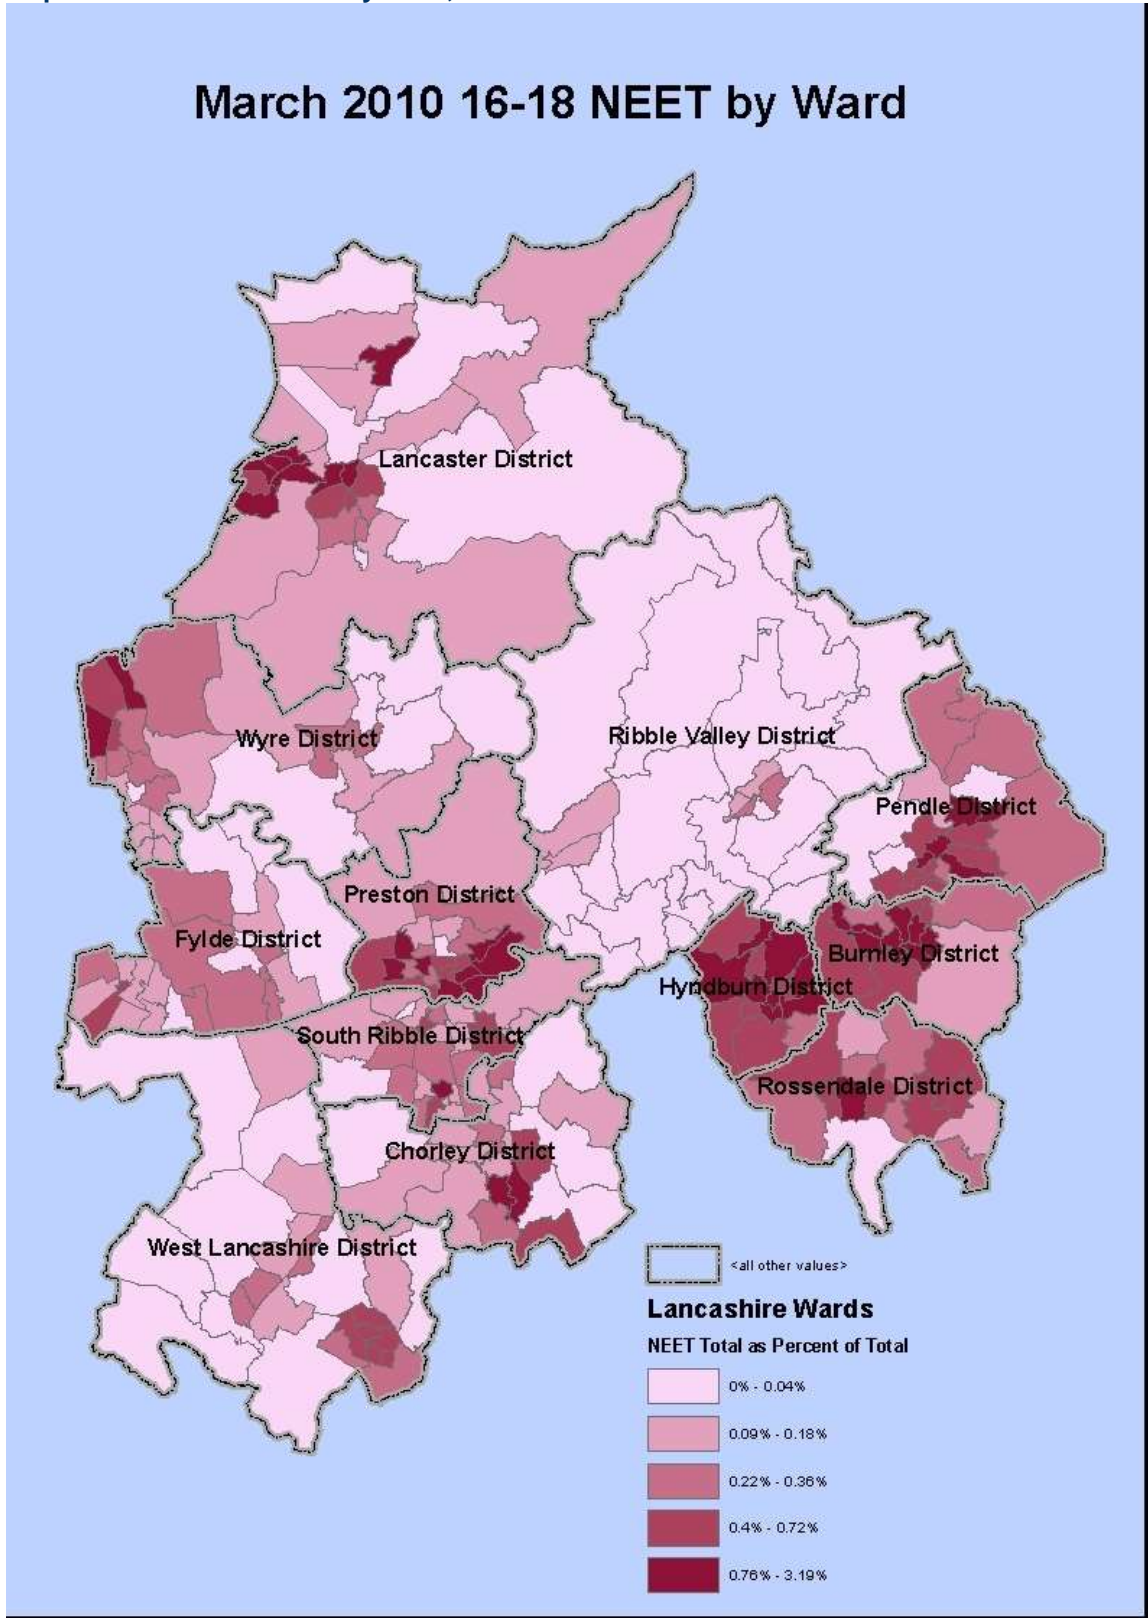 March 2010 16-18 NEET by Ward
Lancaster District
Wyre District
Ribble Valley District
Pendle District
Preston District
Fylde District
Burnley District
Hyndburn District
South Ribble District
Rossendale District
Chorley District
West Lancashire District
<all other values>
Lancashire Wards
NEET Total as Percent of Total
0% - 0.04%
0.09% - 0.18%
0.22% - 0.36%
0.4% - 0.72%
0.76% - 3.19%